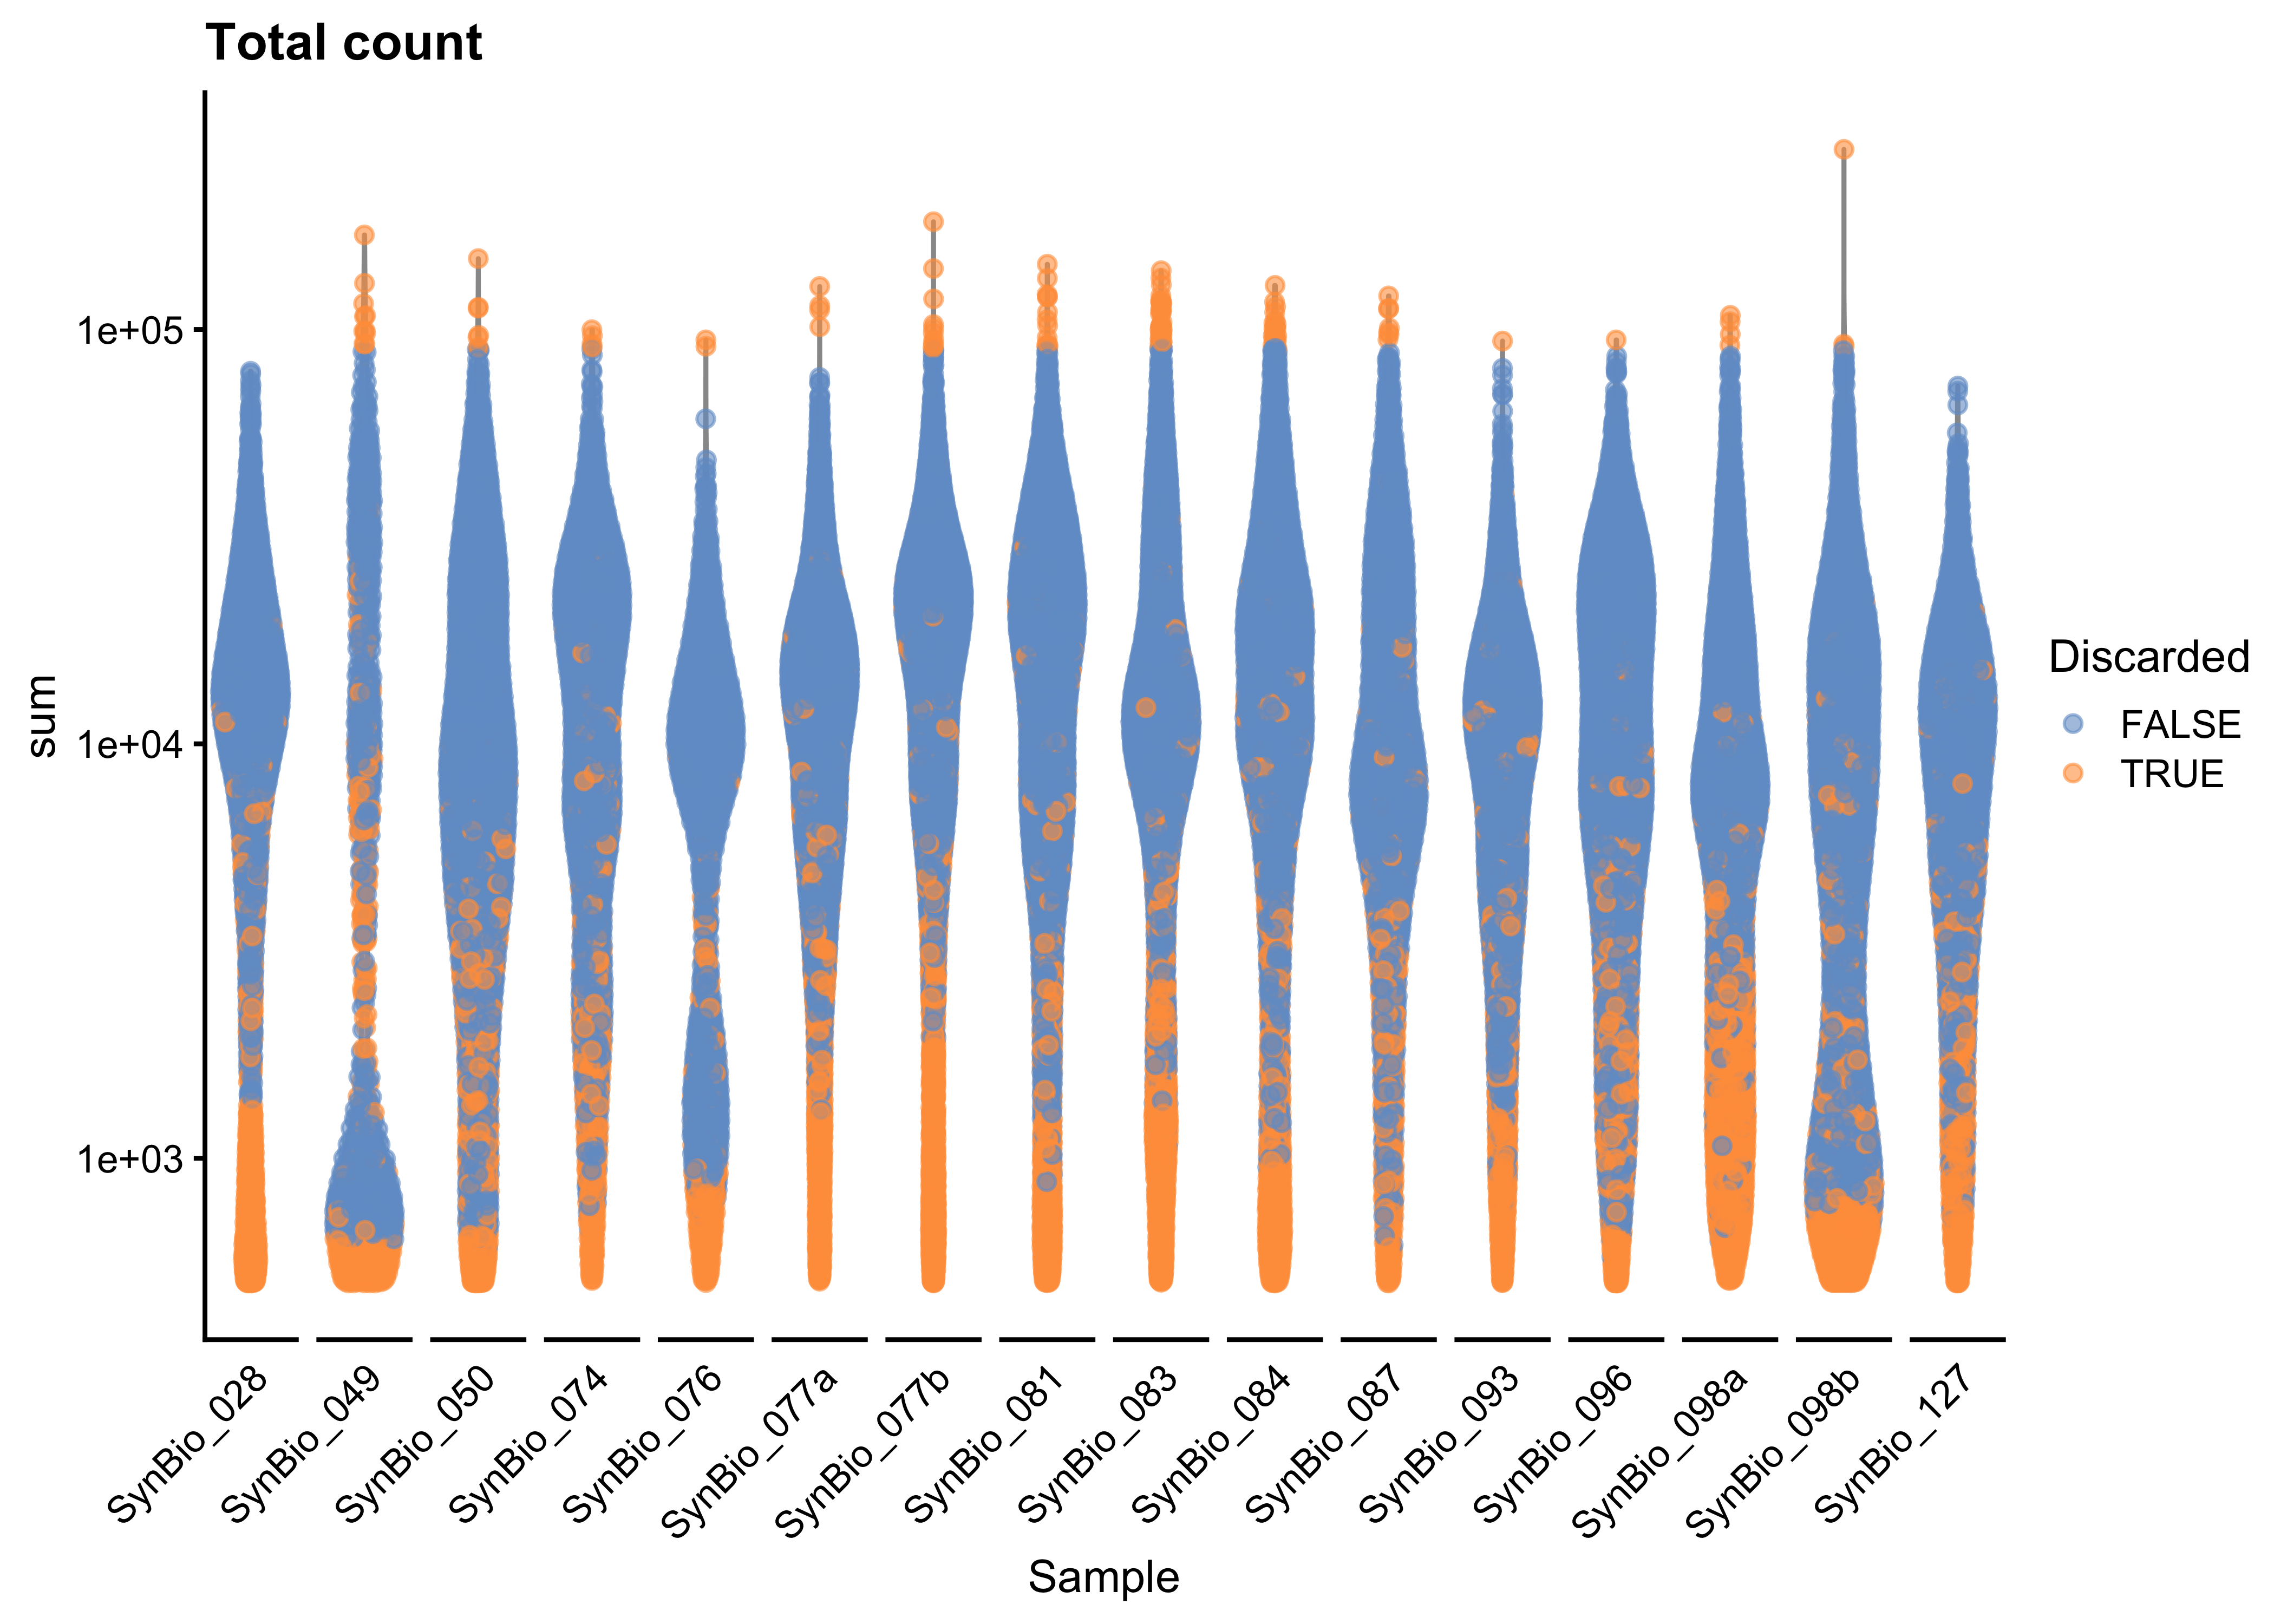 Total count
1e+05
1e+04
1e+03
sum
SynBio_028
SynBio_049
SynBio_050
SynBio_074
SynBio_076
SynBio_077a
SynBio_077b
SynBio_081
SynBio_083
SynBio_084
SynBio_087
SynBio_093
SynBio_096
SynBio_098a
SynBio_098b
SynBio_127
Sample
Discarded
FALSE
TRUE